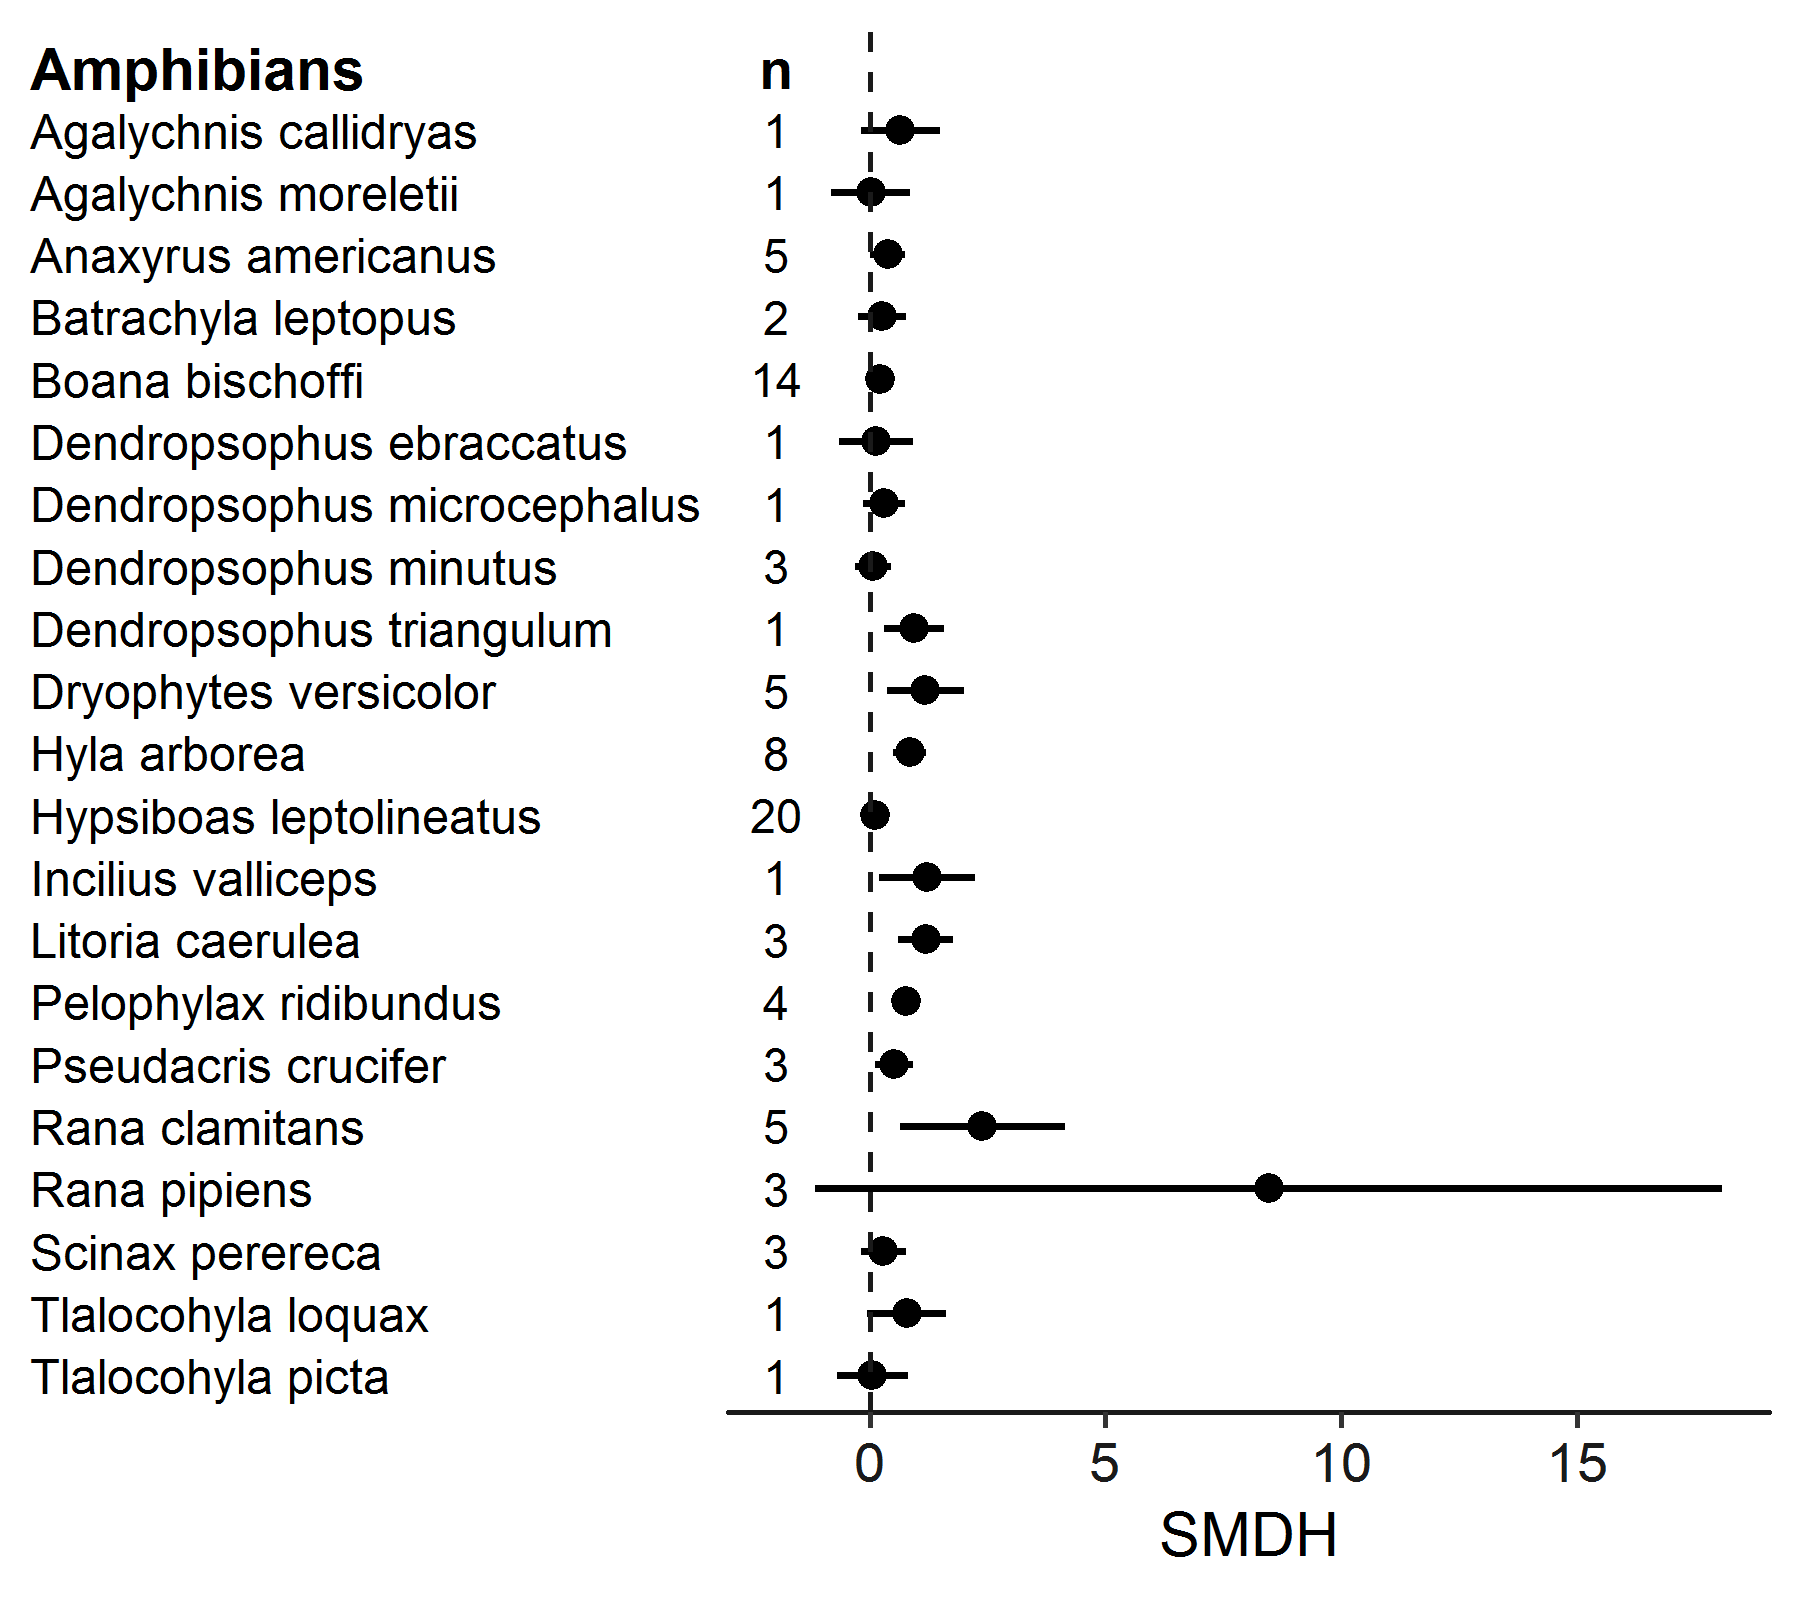 Amphibians n
Agalychnis callidryas 1
Agalychnis moreletii 1
Anaxyrus americanus 5
Batrachyla leptopus 2
Boana bischoffi 14
Dendropsophus ebraccatus 1
Dendropsophus microcephalus 1
Dendropsophus minutus 3
Dendropsophus triangulum 1
Dryophytes versicolor 5
Hyla arborea 8
Hypsiboas leptolineatus 20
Incilius valliceps 1
Litoria caerulea 3
Pelophylax ridibundus 4
Pseudacris crucifer 3
Rana clamitans 5
Rana pipiens 3
Scinax perereca 3
Tlalocohyla loquax 1
Tlalocohyla picta 1
0 5 10 15
SMDH